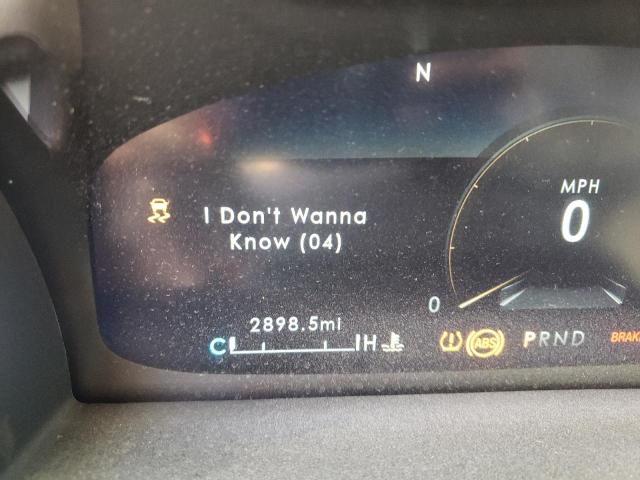 N
MPH
0
I Don't Wanna
Know (04)
0
2898.5mi
C H
ABS
PRND
BRAK